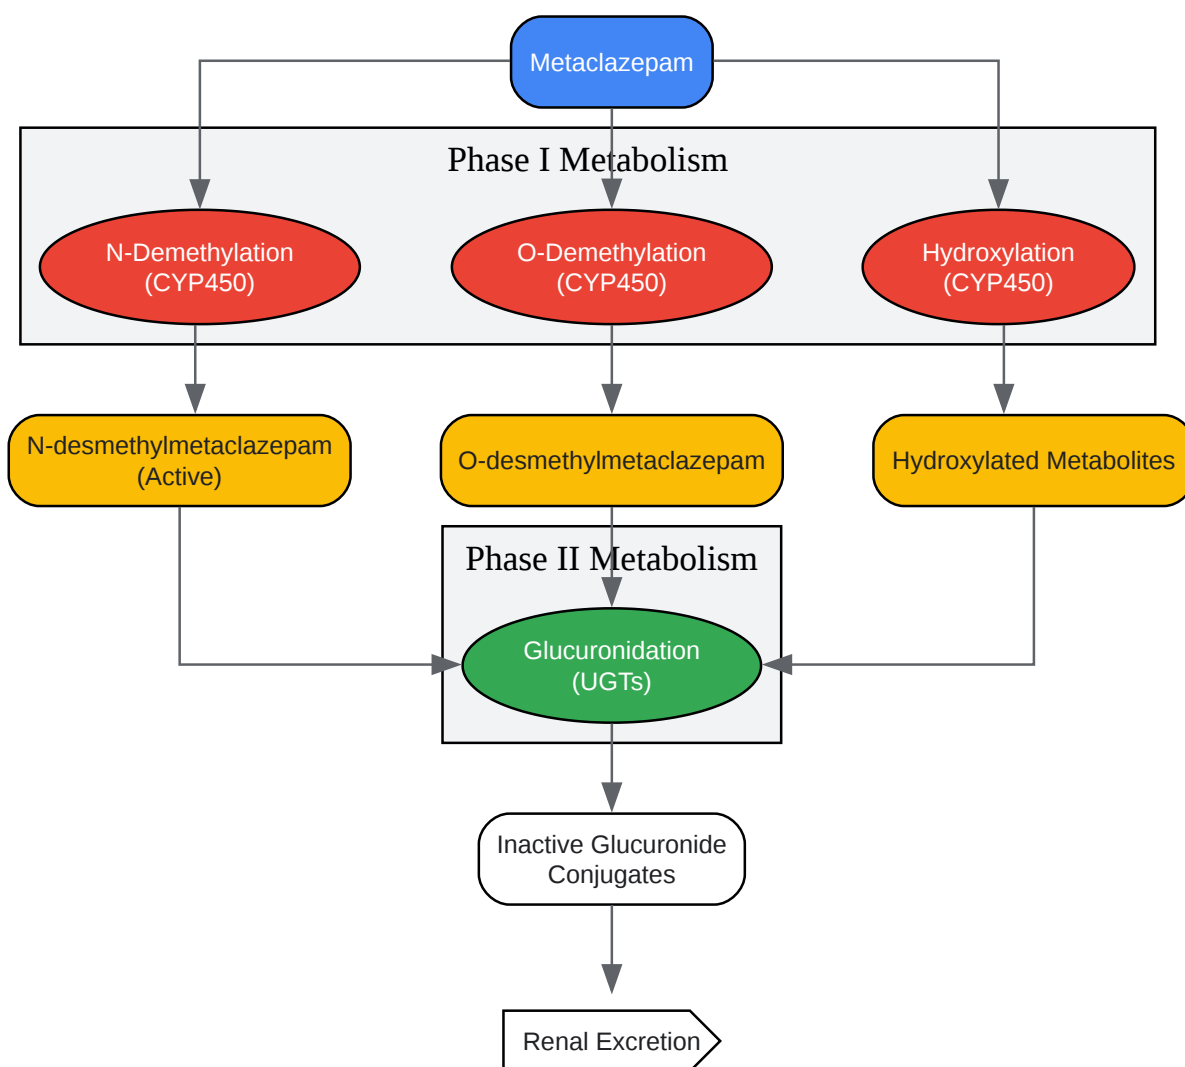 Metaclazepam
Phase I Metabolism
N-Demethylation
(CYP450)
O-Demethylation
(CYP450)
Hydroxylation
(CYP450)
N-desmethylmetaclazepam
(Active)
O-desmethylmetaclazepam
Hydroxylated Metabolites
Phase II Metabolism
Glucuronidation
(UGTs)
Inactive Glucuronide
Conjugates
Renal Excretion